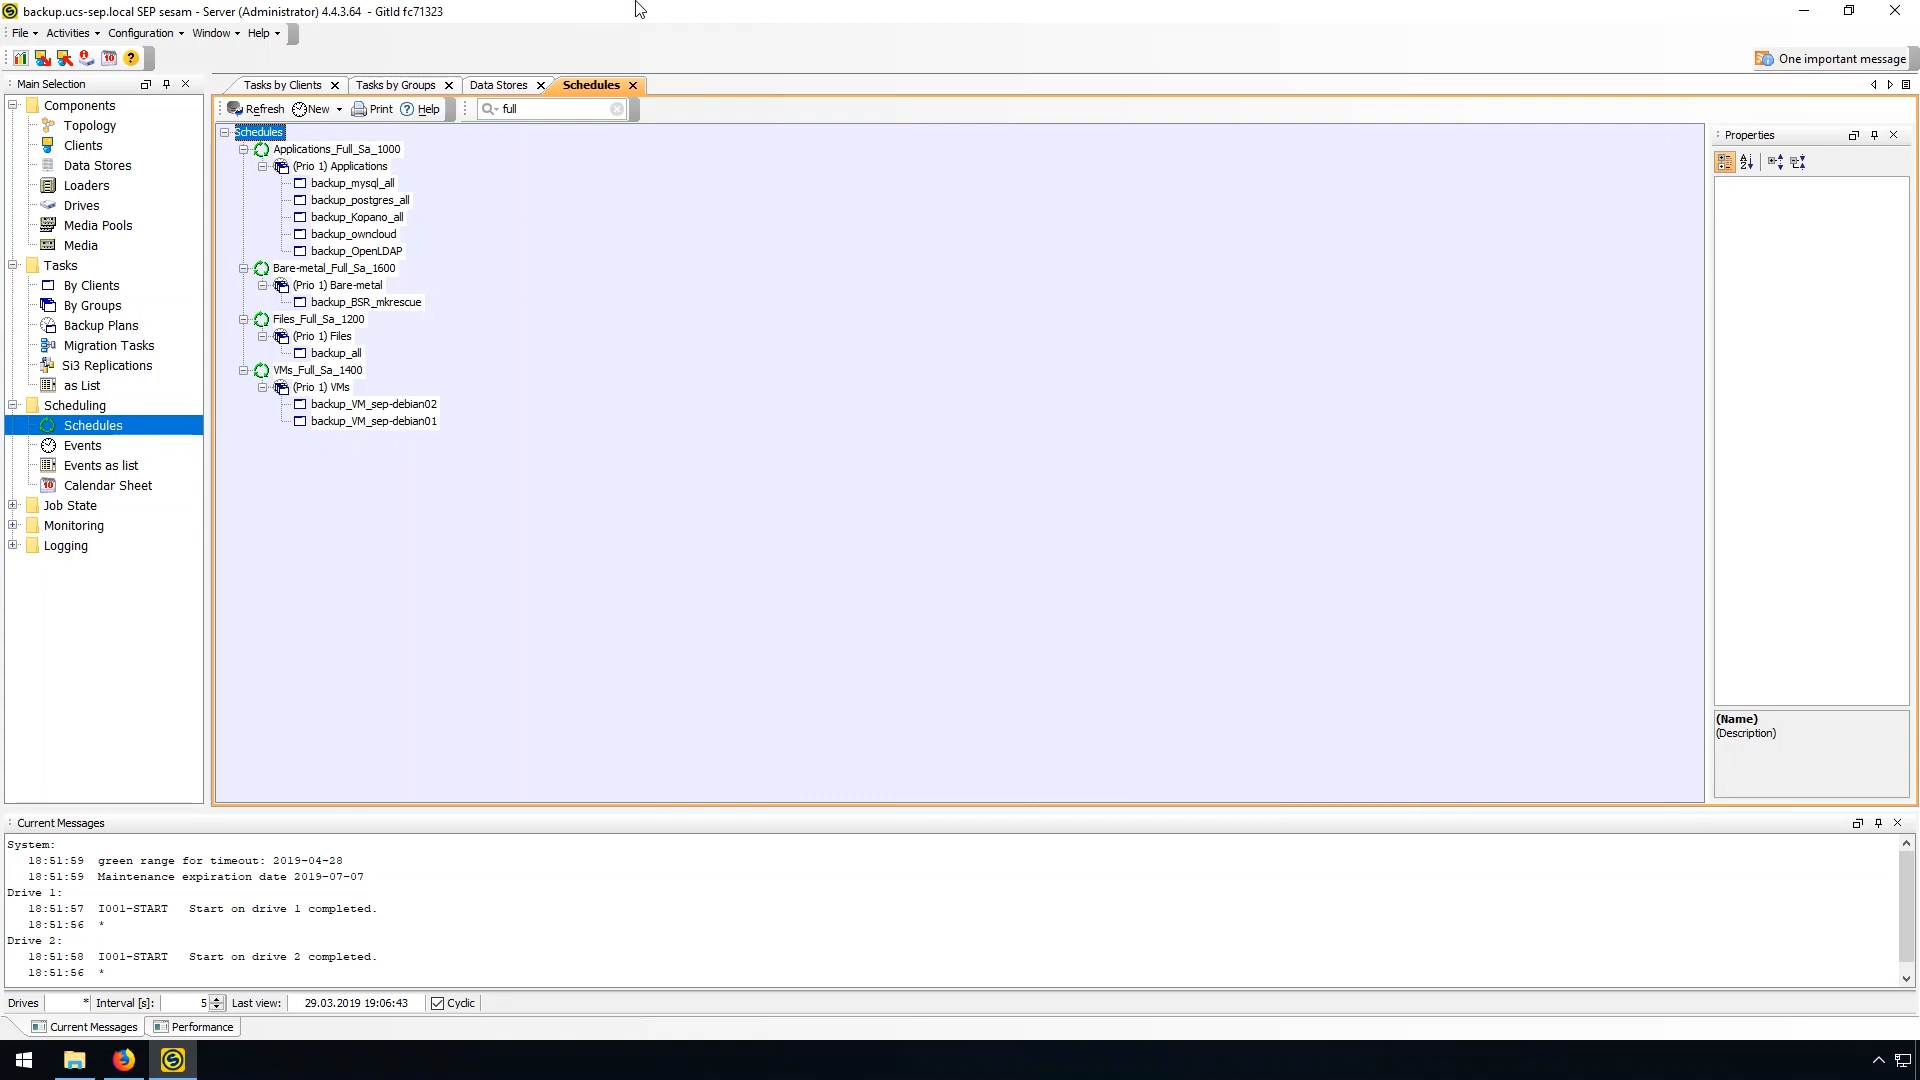 backup.ucs-sep.local SEP sesam - Server (Administrator) 4.4.3.64 - GitId fc71323
File Activities Configuration Window Help
10 ? One important message
Main Selection
Tasks by Clients Tasks by Groups Data Stores Schedules
Refresh New Print Help full
Components
Topology
Clients
Data Stores
Loaders
Drives
Media Pools
Media
Tasks
By Clients
By Groups
Backup Plans
Migration Tasks
Si3 Replications
as List
Scheduling
Schedules
Events
Events as list
10 Calendar Sheet
Job State
Monitoring
Logging
Schedules
Applications_Full_Sa_1000
(Prio 1) Applications
backup_mysql_all
backup_postgres_all
backup_Kopano_all
backup_owncloud
backup_OpenLDAP
Bare-metal_Full_Sa_1600
(Prio 1) Bare-metal
backup_BSR_mkrescue
Files_Full_Sa_1200
(Prio 1) Files
backup_all
VMs_Full_Sa_1400
(Prio 1) VMs
backup_VM_sep-debian02
backup_VM_sep-debian01
Properties
(Name)
(Description)
Current Messages
System:
18:51:59 green range for timeout: 2019-04-28
18:51:59 Maintenance expiration date 2019-07-07
Drive 1:
18:51:57 I001-START Start on drive 1 completed.
18:51:56 *
Drive 2:
18:51:58 I001-START Start on drive 2 completed.
18:51:56 *
Drives * Interval [s]: 5 Last view: 29.03.2019 19:06:43 Cyclic
Current Messages Performance